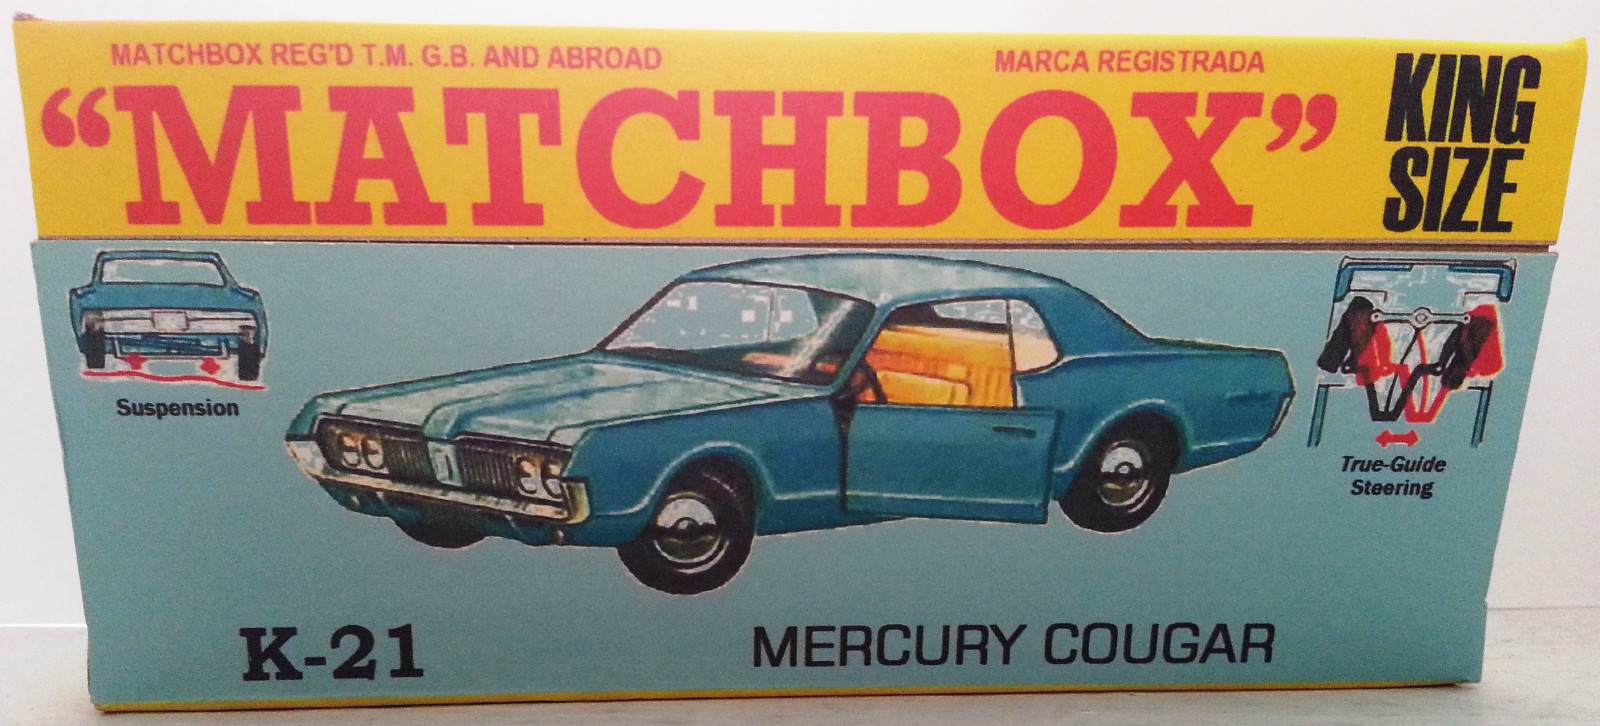 MATCHBOX REG'D T.M. G.B. AND ABROAD
MARCA REGISTRADA
“MATCHBOX”
KING
SIZE
Suspension
True-Guide
Steering
K-21
MERCURY COUGAR